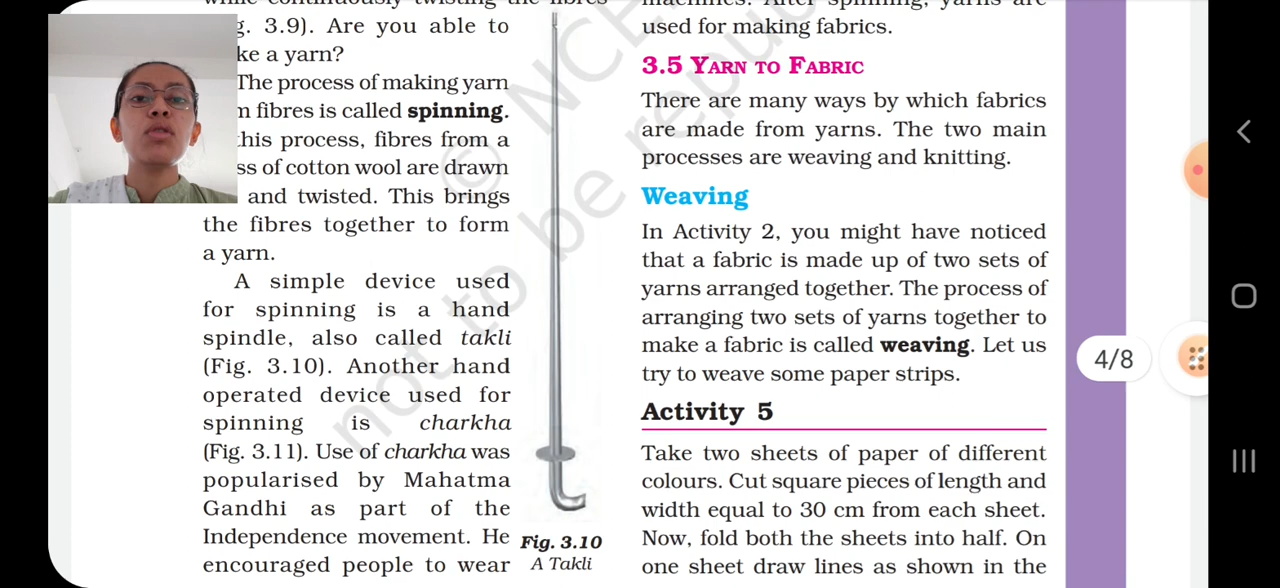 while continuously twisting the fibres
g. 3.9). Are you able to
ke a yarn?
The process of making yarn
n fibres is called spinning.
this process, fibres from a
ss of cotton wool are drawn
and twisted. This brings
the fibres together to form
a yarn.
A simple device used
for spinning is a hand
spindle, also called takli
(Fig. 3.10). Another hand
operated device used for
spinning is charkha
(Fig. 3.11). Use of charkha was
popularised by Mahatma
Gandhi as part of the
Independence movement. He
encouraged people to wear
Fig. 3.10
A Takli
machines. After spinning, yarns are
used for making fabrics.
3.5 YARN TO FABRIC
There are many ways by which fabrics
are made from yarns. The two main
processes are weaving and knitting.
Weaving
In Activity 2, you might have noticed
that a fabric is made up of two sets of
yarns arranged together. The process of
arranging two sets of yarns together to
make a fabric is called weaving. Let us
try to weave some paper strips.
Activity 5
Take two sheets of paper of different
colours. Cut square pieces of length and
width equal to 30 cm from each sheet.
Now, fold both the sheets into half. On
one sheet draw lines as shown in the
4/8
© NCE
not to be repu